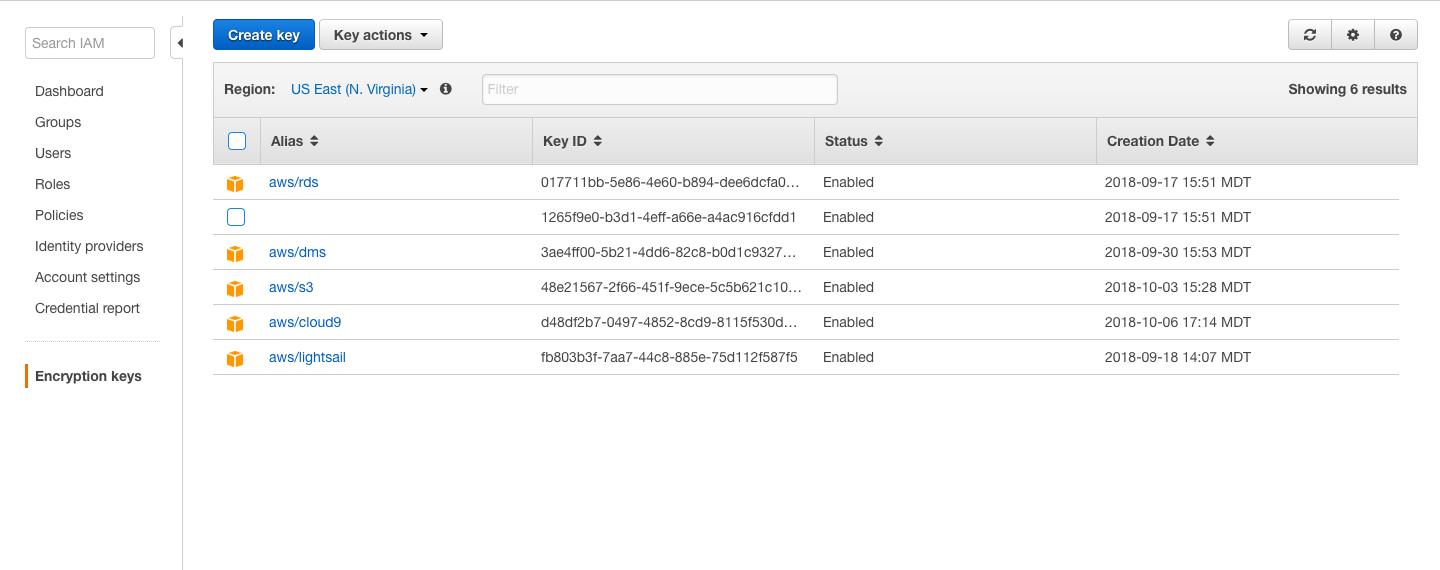 Search IAM
Dashboard
Groups
Users
Roles
Policies
Identity providers
Account settings
Credential report
Encryption keys
Create key Key actions
Region: US East (N. Virginia) Filter Showing 6 results
Alias Key ID Status Creation Date
aws/rds 017711bb-5e86-4e60-b894-dee6dcfa0... Enabled 2018-09-17 15:51 MDT
1265f9e0-b3d1-4eff-a66e-a4ac916cfdd1 Enabled 2018-09-17 15:51 MDT
aws/dms 3ae4ff00-5b21-4dd6-82c8-b0d1c9327... Enabled 2018-09-30 15:53 MDT
aws/s3 48e21567-2f66-451f-9ece-5c5b621c10... Enabled 2018-10-03 15:28 MDT
aws/cloud9 d48df2b7-0497-4852-8cd9-8115f530d... Enabled 2018-10-06 17:14 MDT
aws/lightsail fb803b3f-7aa7-44c8-885e-75d112f587f5 Enabled 2018-09-18 14:07 MDT